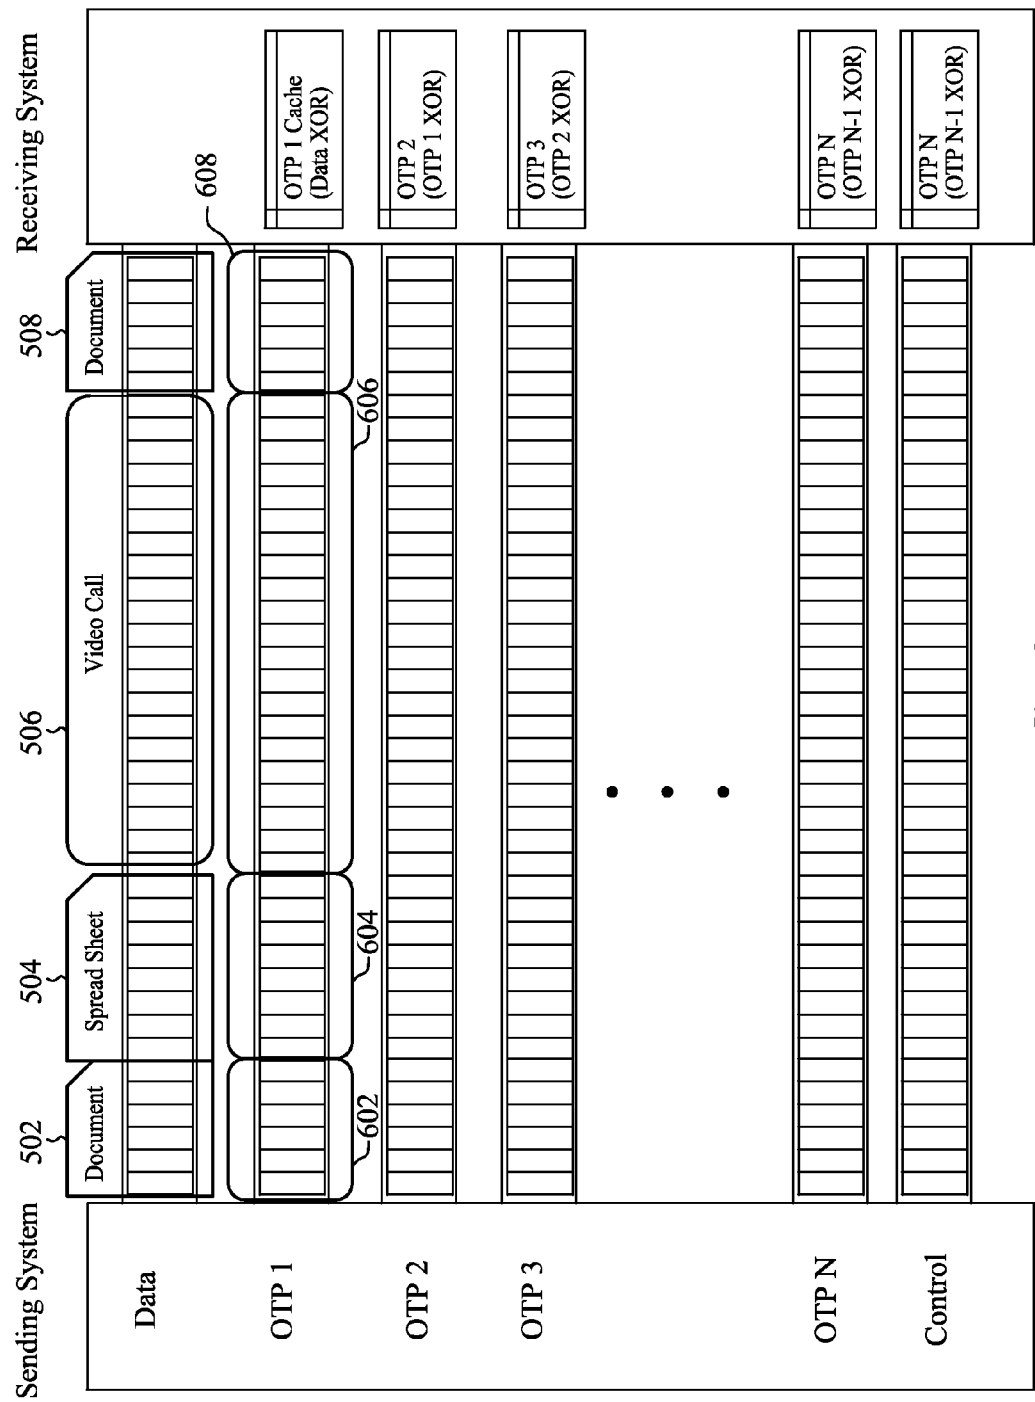 Sending System
Receiving System
502
504
506
508
Document
Spread Sheet
Video Call
Document
Data
608
OTP 1
OTP 1 Cache
(Data XOR)
602
604
606
OTP 2
OTP 2
(OTP 1 XOR)
OTP 3
OTP 3
(OTP 2 XOR)
OTP N
OTP N
(OTP N-1 XOR)
Control
OTP N
(OTP N-1 XOR)